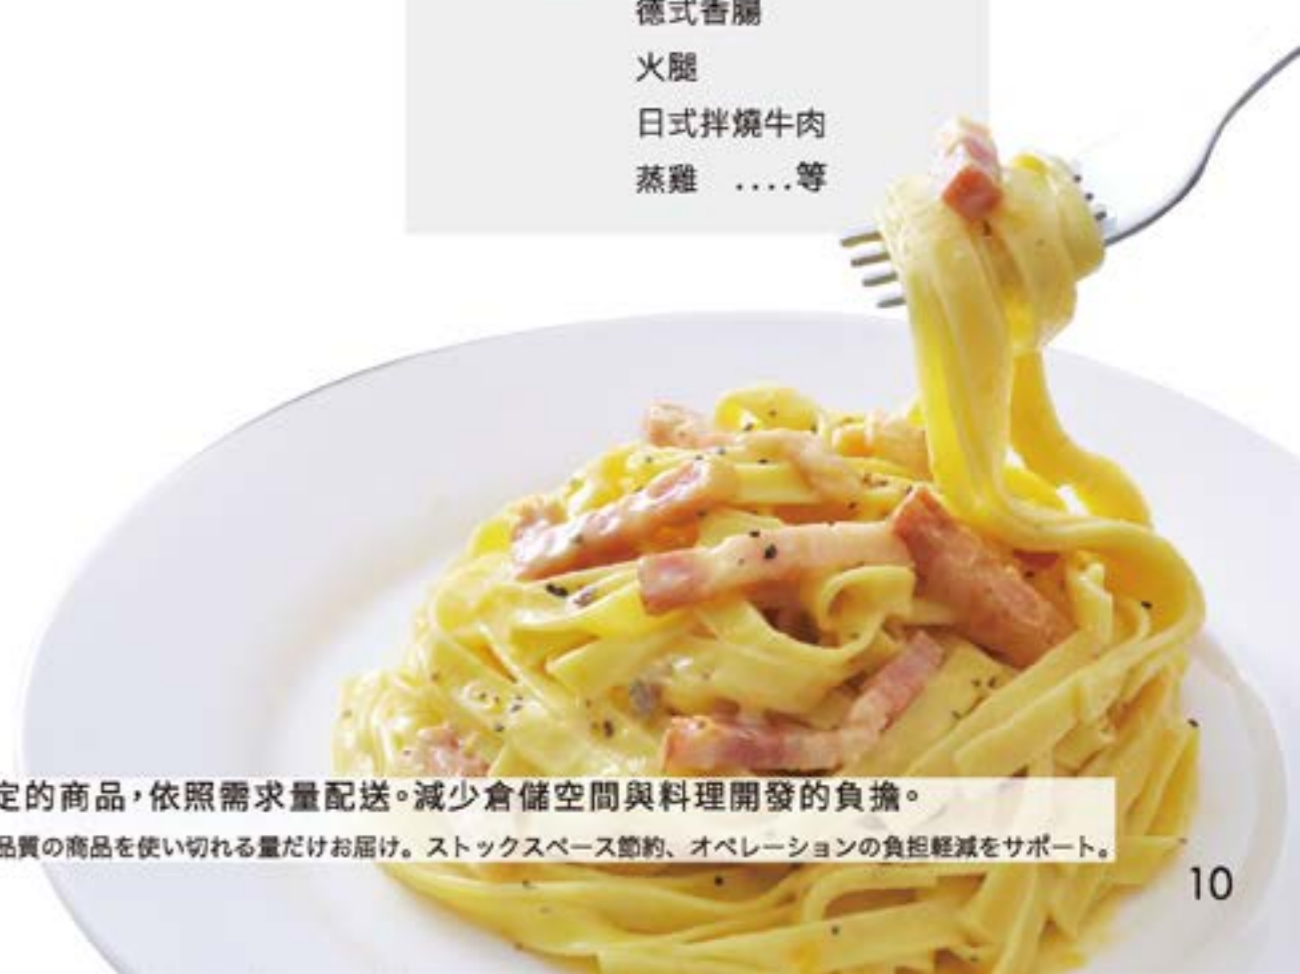 德式香腸
火腿
日式拌燒牛肉
蒸雞 ....等
定的商品,依照需求量配送。減少倉儲空間與料理開發的負擔。
品質の商品を使い切れる量だけお届け。ストックスペース節約、オペレーションの負担軽減をサポート。
10